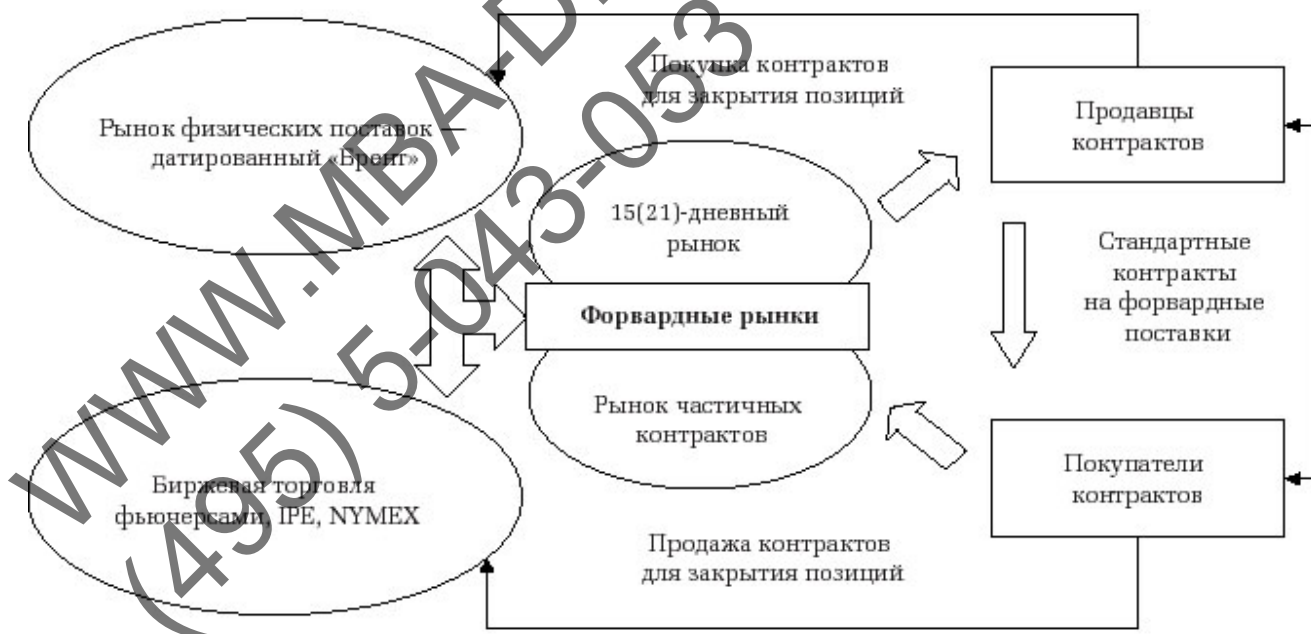 Покупка контрактов
для закрытия позиций
Рынок физических поставок —
датированный «Брент»
Продавцы
контрактов
15(21)-дневный
рынок
Стандартные
контракты
на форвардные
поставки
Форвардные рынки
Рынок частичных
контрактов
Биржевая торговля
фьючерсами, IPE, NYMEX
Покупатели
контрактов
Продажа контрактов
для закрытия позиций
WWW.MBA-D
(495) 5-043-053